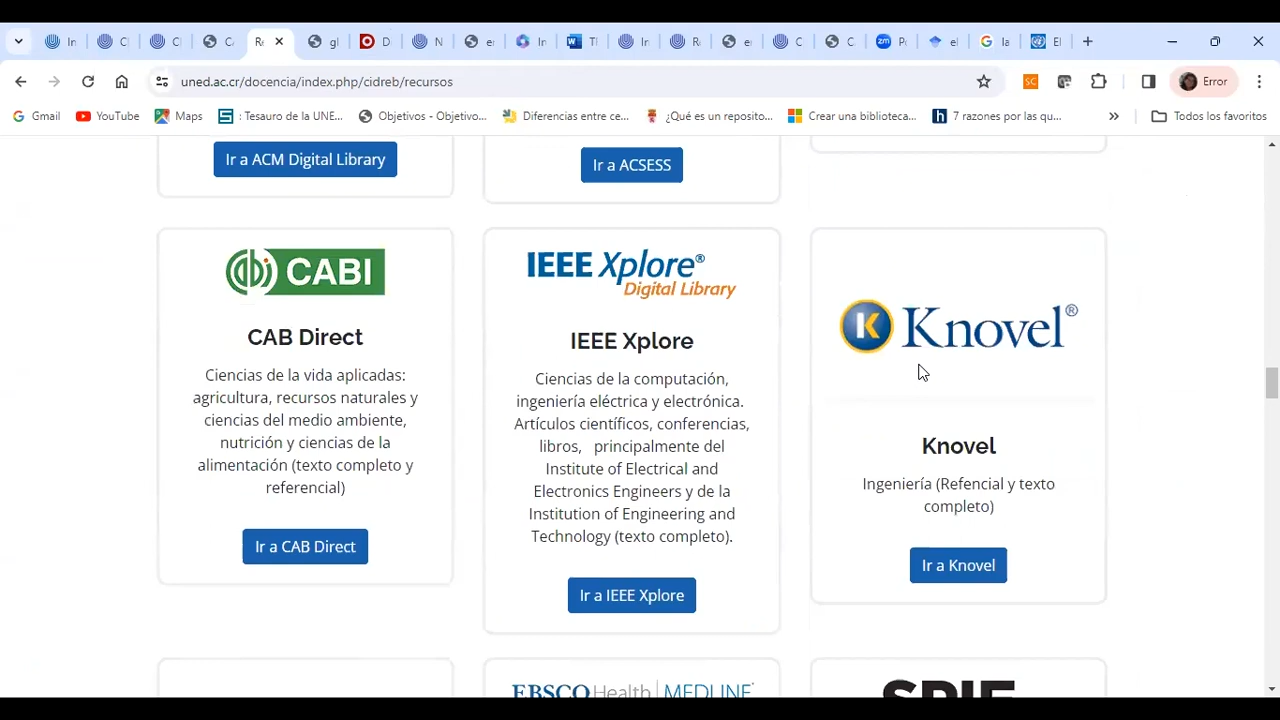 uned.ac.cr/docencia/index.php/cidreb/recursos
Error
Gmail
YouTube
Maps
: Tesauro de la UNE...
Objetivos - Objetivo...
Diferencias entre ce...
¿Qué es un reposito...
Crear una biblioteca...
7 razones por las qu...
Todos los favoritos
Ir a ACM Digital Library
Ir a ACSESS
CABI
CAB Direct
Ciencias de la vida aplicadas:
agricultura, recursos naturales y
ciencias del medio ambiente,
nutrición y ciencias de la
alimentación (texto completo y
referencial)
Ir a CAB Direct
IEEE Xplore®
Digital Library
IEEE Xplore
Ciencias de la computación,
ingeniería eléctrica y electrónica.
Artículos científicos, conferencias,
libros, principalmente del
Institute of Electrical and
Electronics Engineers y de la
Institution of Engineering and
Technology (texto completo).
Ir a IEEE Xplore
K Knovel®
Knovel
Ingeniería (Refencial y texto
completo)
Ir a Knovel
EBSCO Health MEDLINE
SPIE